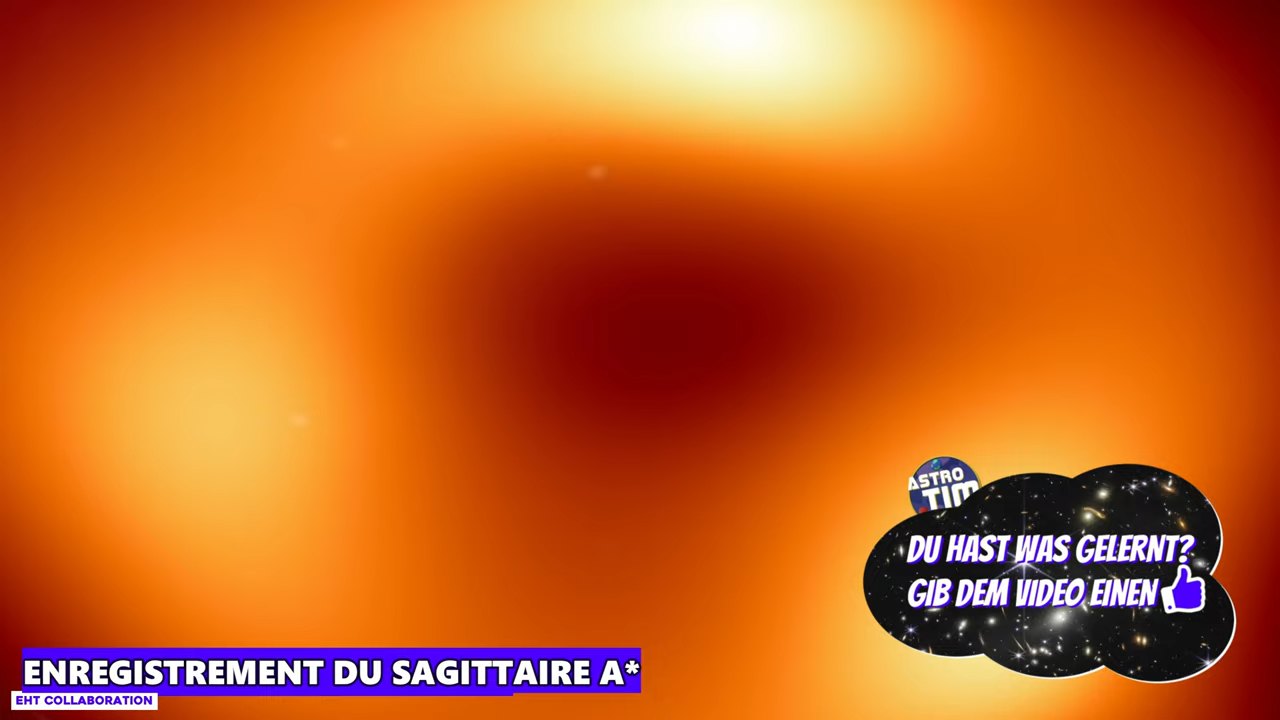 ASTRO
TIM
DU HAST WAS GELERNT?
GIB DEM VIDEO EINEN
ENREGISTREMENT DU SAGITTAIRE A*
EHT COLLABORATION